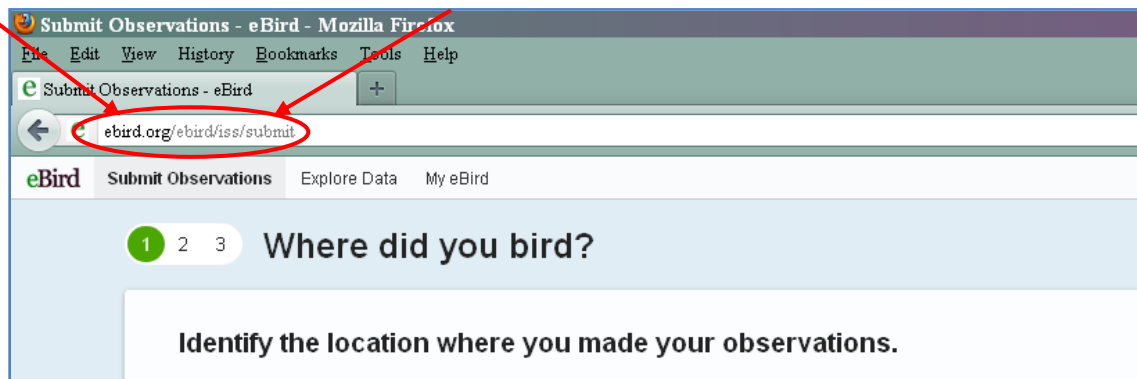 Submit Observations - eBird - Mozilla Firefox
File Edit View History Bookmarks Tools Help
e Submit Observations - eBird +
e ebird.org/ebird/iss/submit
eBird Submit Observations Explore Data My eBird
1 2 3 Where did you bird?
Identify the location where you made your observations.